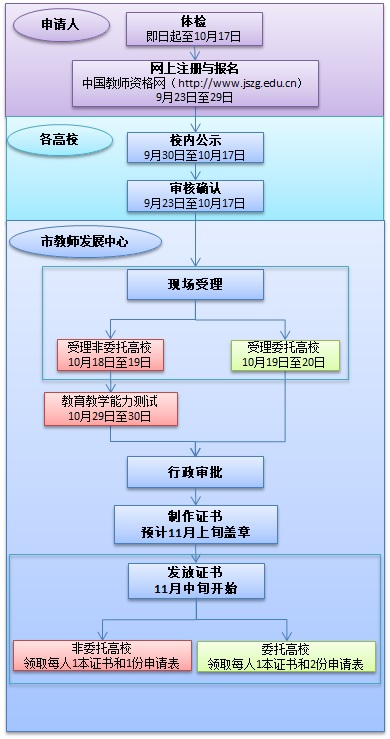 申请人
体检
即日起至10月17日
网上注册与报名
中国教师资格网（http://www.jszg.edu.cn）
9月23日至29日
各高校
校内公示
9月30日至10月17日
审核确认
9月23日至10月17日
市教师发展中心
现场受理
受理非委托高校
10月18日至19日
受理委托高校
10月19日至20日
教育教学能力测试
10月29日至30日
行政审批
制作证书
预计11月上旬盖章
发放证书
11月中旬开始
非委托高校
领取每人1本证书和1份申请表
委托高校
领取每人1本证书和2份申请表